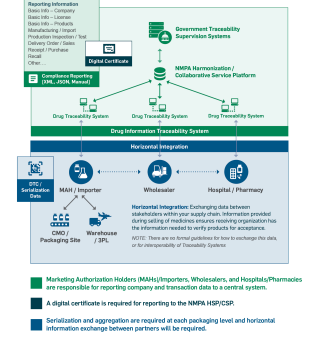 Reporting Information
Basic Info – Company
Basic Info – License
Basic Info – Products
Manufacturing / Import
Production Inspection / Test
Delivery Order / Sales
Receipt / Purchase
Recall
Other ...
Compliance Reporting
(XML, JSON, Manual)
Digital Certificate
Government Traceability
Supervision Systems
NMPA Harmonization /
Collaborative Service Platform
Drug Traceability System
Drug Traceability System
Drug Traceability System
Drug Information Traceability System
Horizontal Integration
DTC /
Serialization
Data
MAH / Importer
Wholesaler
Hospital / Pharmacy
CMO /
Packaging Site
Warehouse
/ 3PL
Horizontal Integration: Exchanging data between
stakeholders within your supply chain. Information provided
during selling of medicines ensures receiving organization has
the information needed to verify products for acceptance.
NOTE: There are no formal guidelines for how to exchange this data,
or for interoperability of Traceability Systems
Marketing Authorization Holders (MAHs)/Importers, Wholesalers, and Hospitals/Pharmacies
are responsible for reporting company and transaction data to a central system.
A digital certificate is required for reporting to the NMPA HSP/CSP.
Serialization and aggregation are required at each packaging level and horizontal
information exchange between partners will be required.